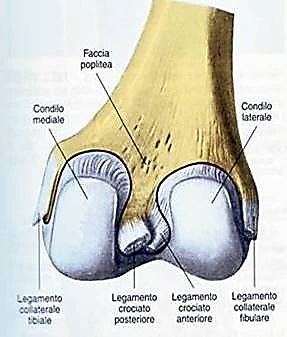 Faccia
poplitea
Condilo
mediale
Condilo
laterale
Legamento
collaterale
tibiale
Legamento
crociato
posteriore
Legamento
crociato
anteriore
Legamento
collaterale
fibulare